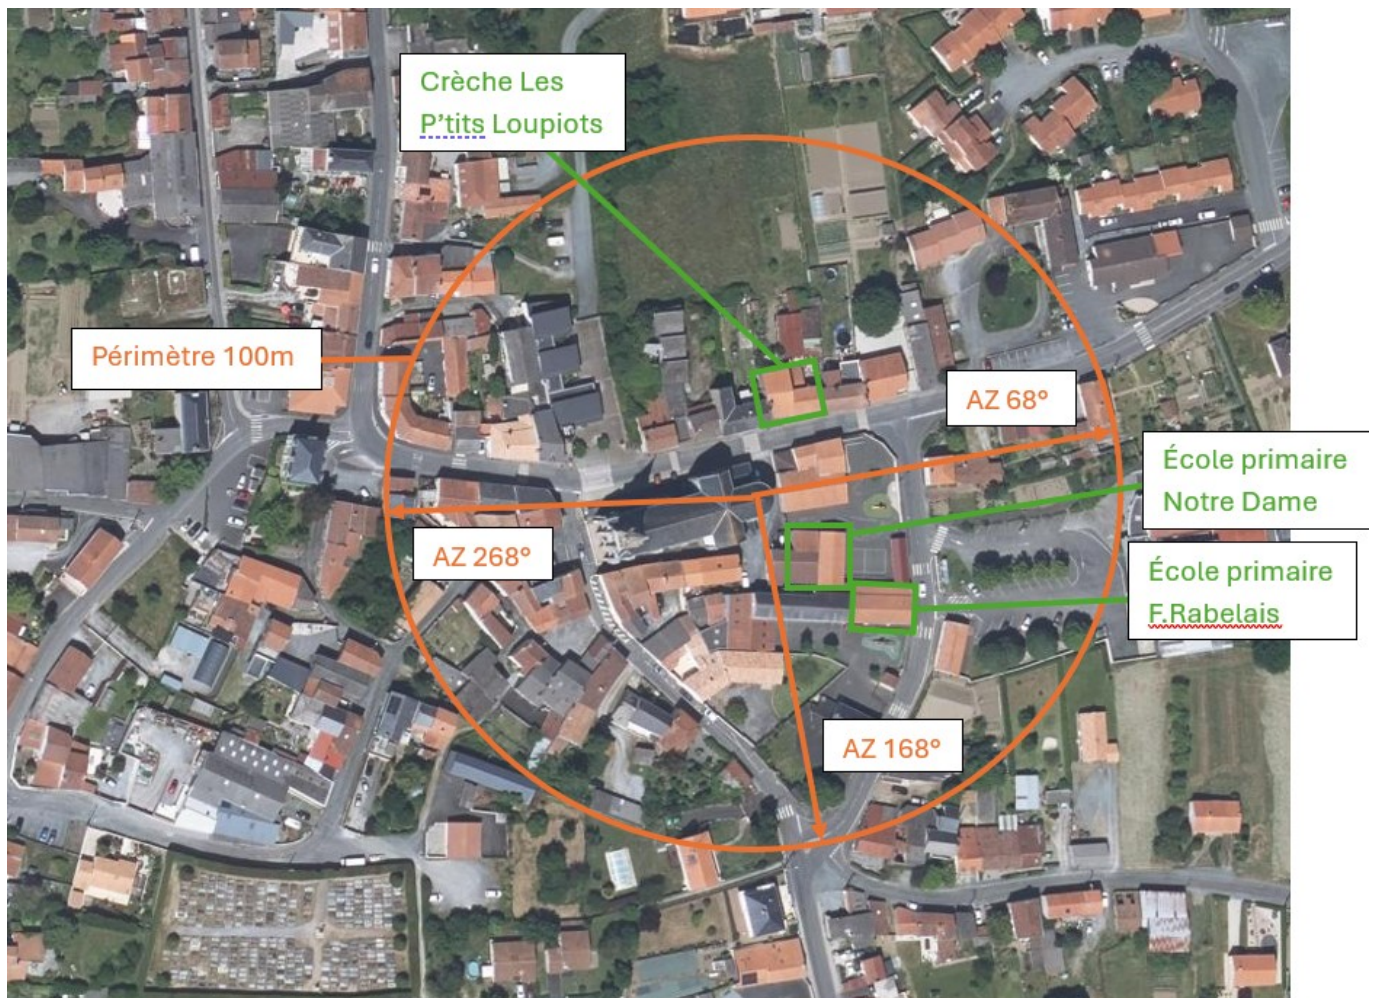 Crèche Les
P'tits Loupiots
Périmètre 100m
AZ 68°
École primaire
Notre Dame
AZ 268°
École primaire
F.Rabelais
AZ 168°